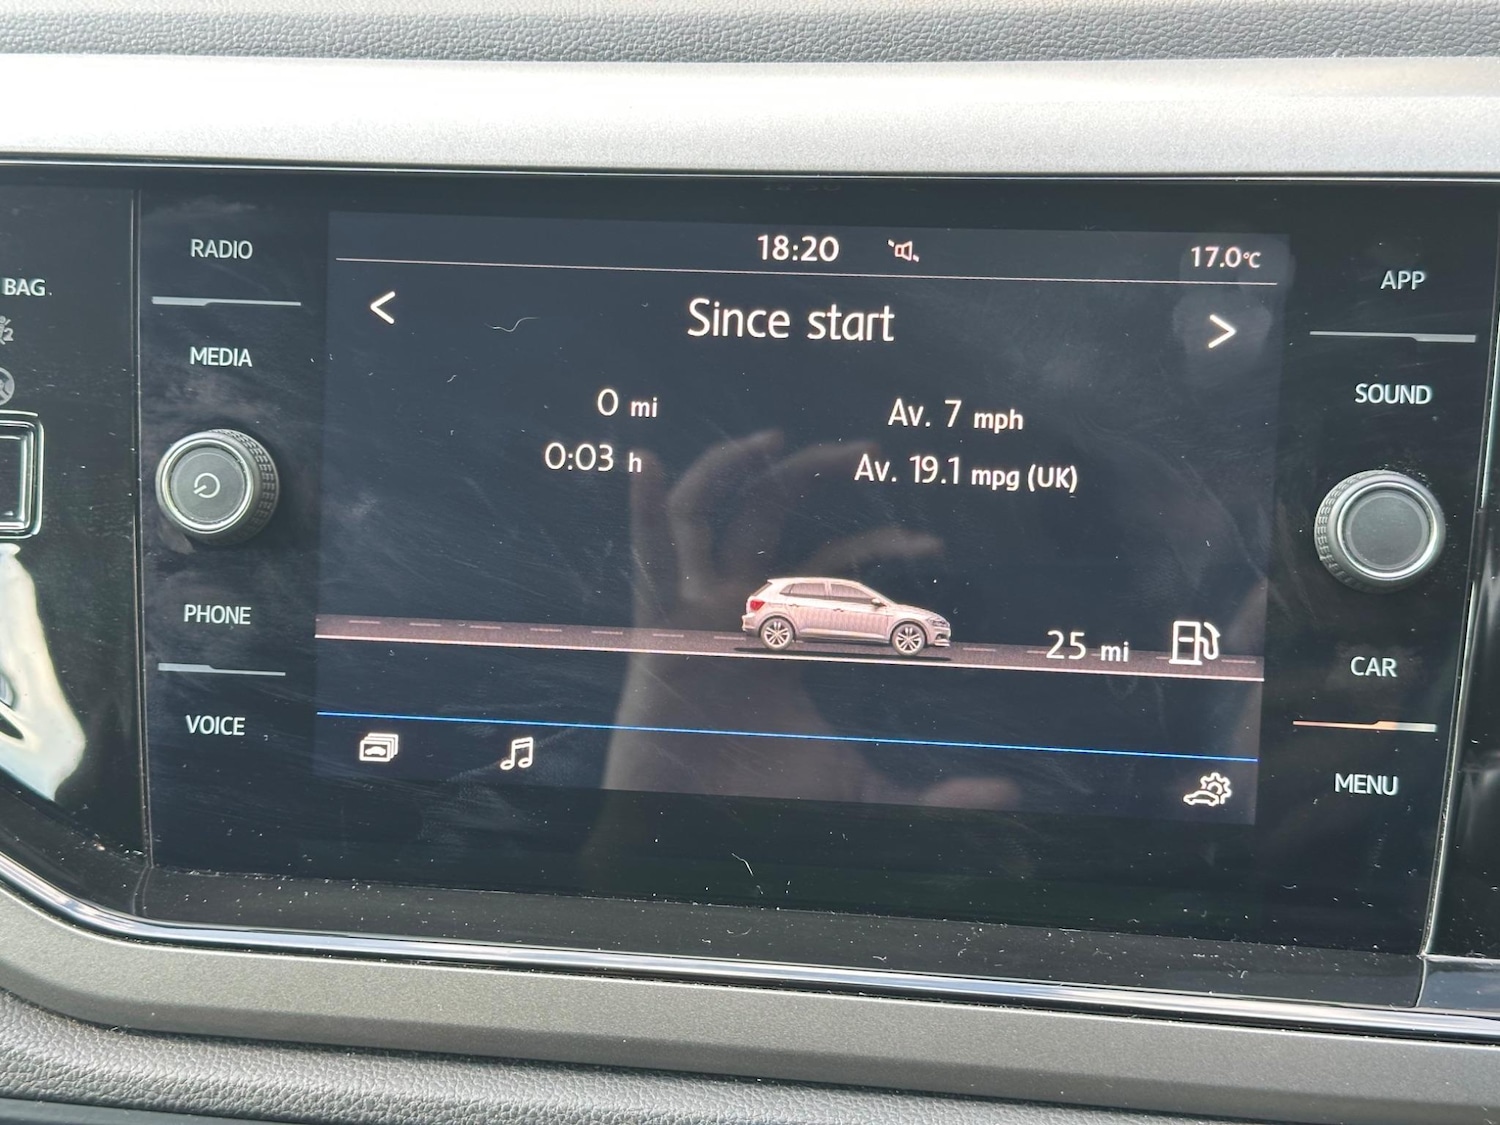 BAG
RADIO
MEDIA
PHONE
VOICE
18:20
17.0°C
<
Since start
>
0 mi
Av. 7 mph
0:03 h
Av. 19.1 mpg (UK)
25 mi
APP
SOUND
CAR
MENU